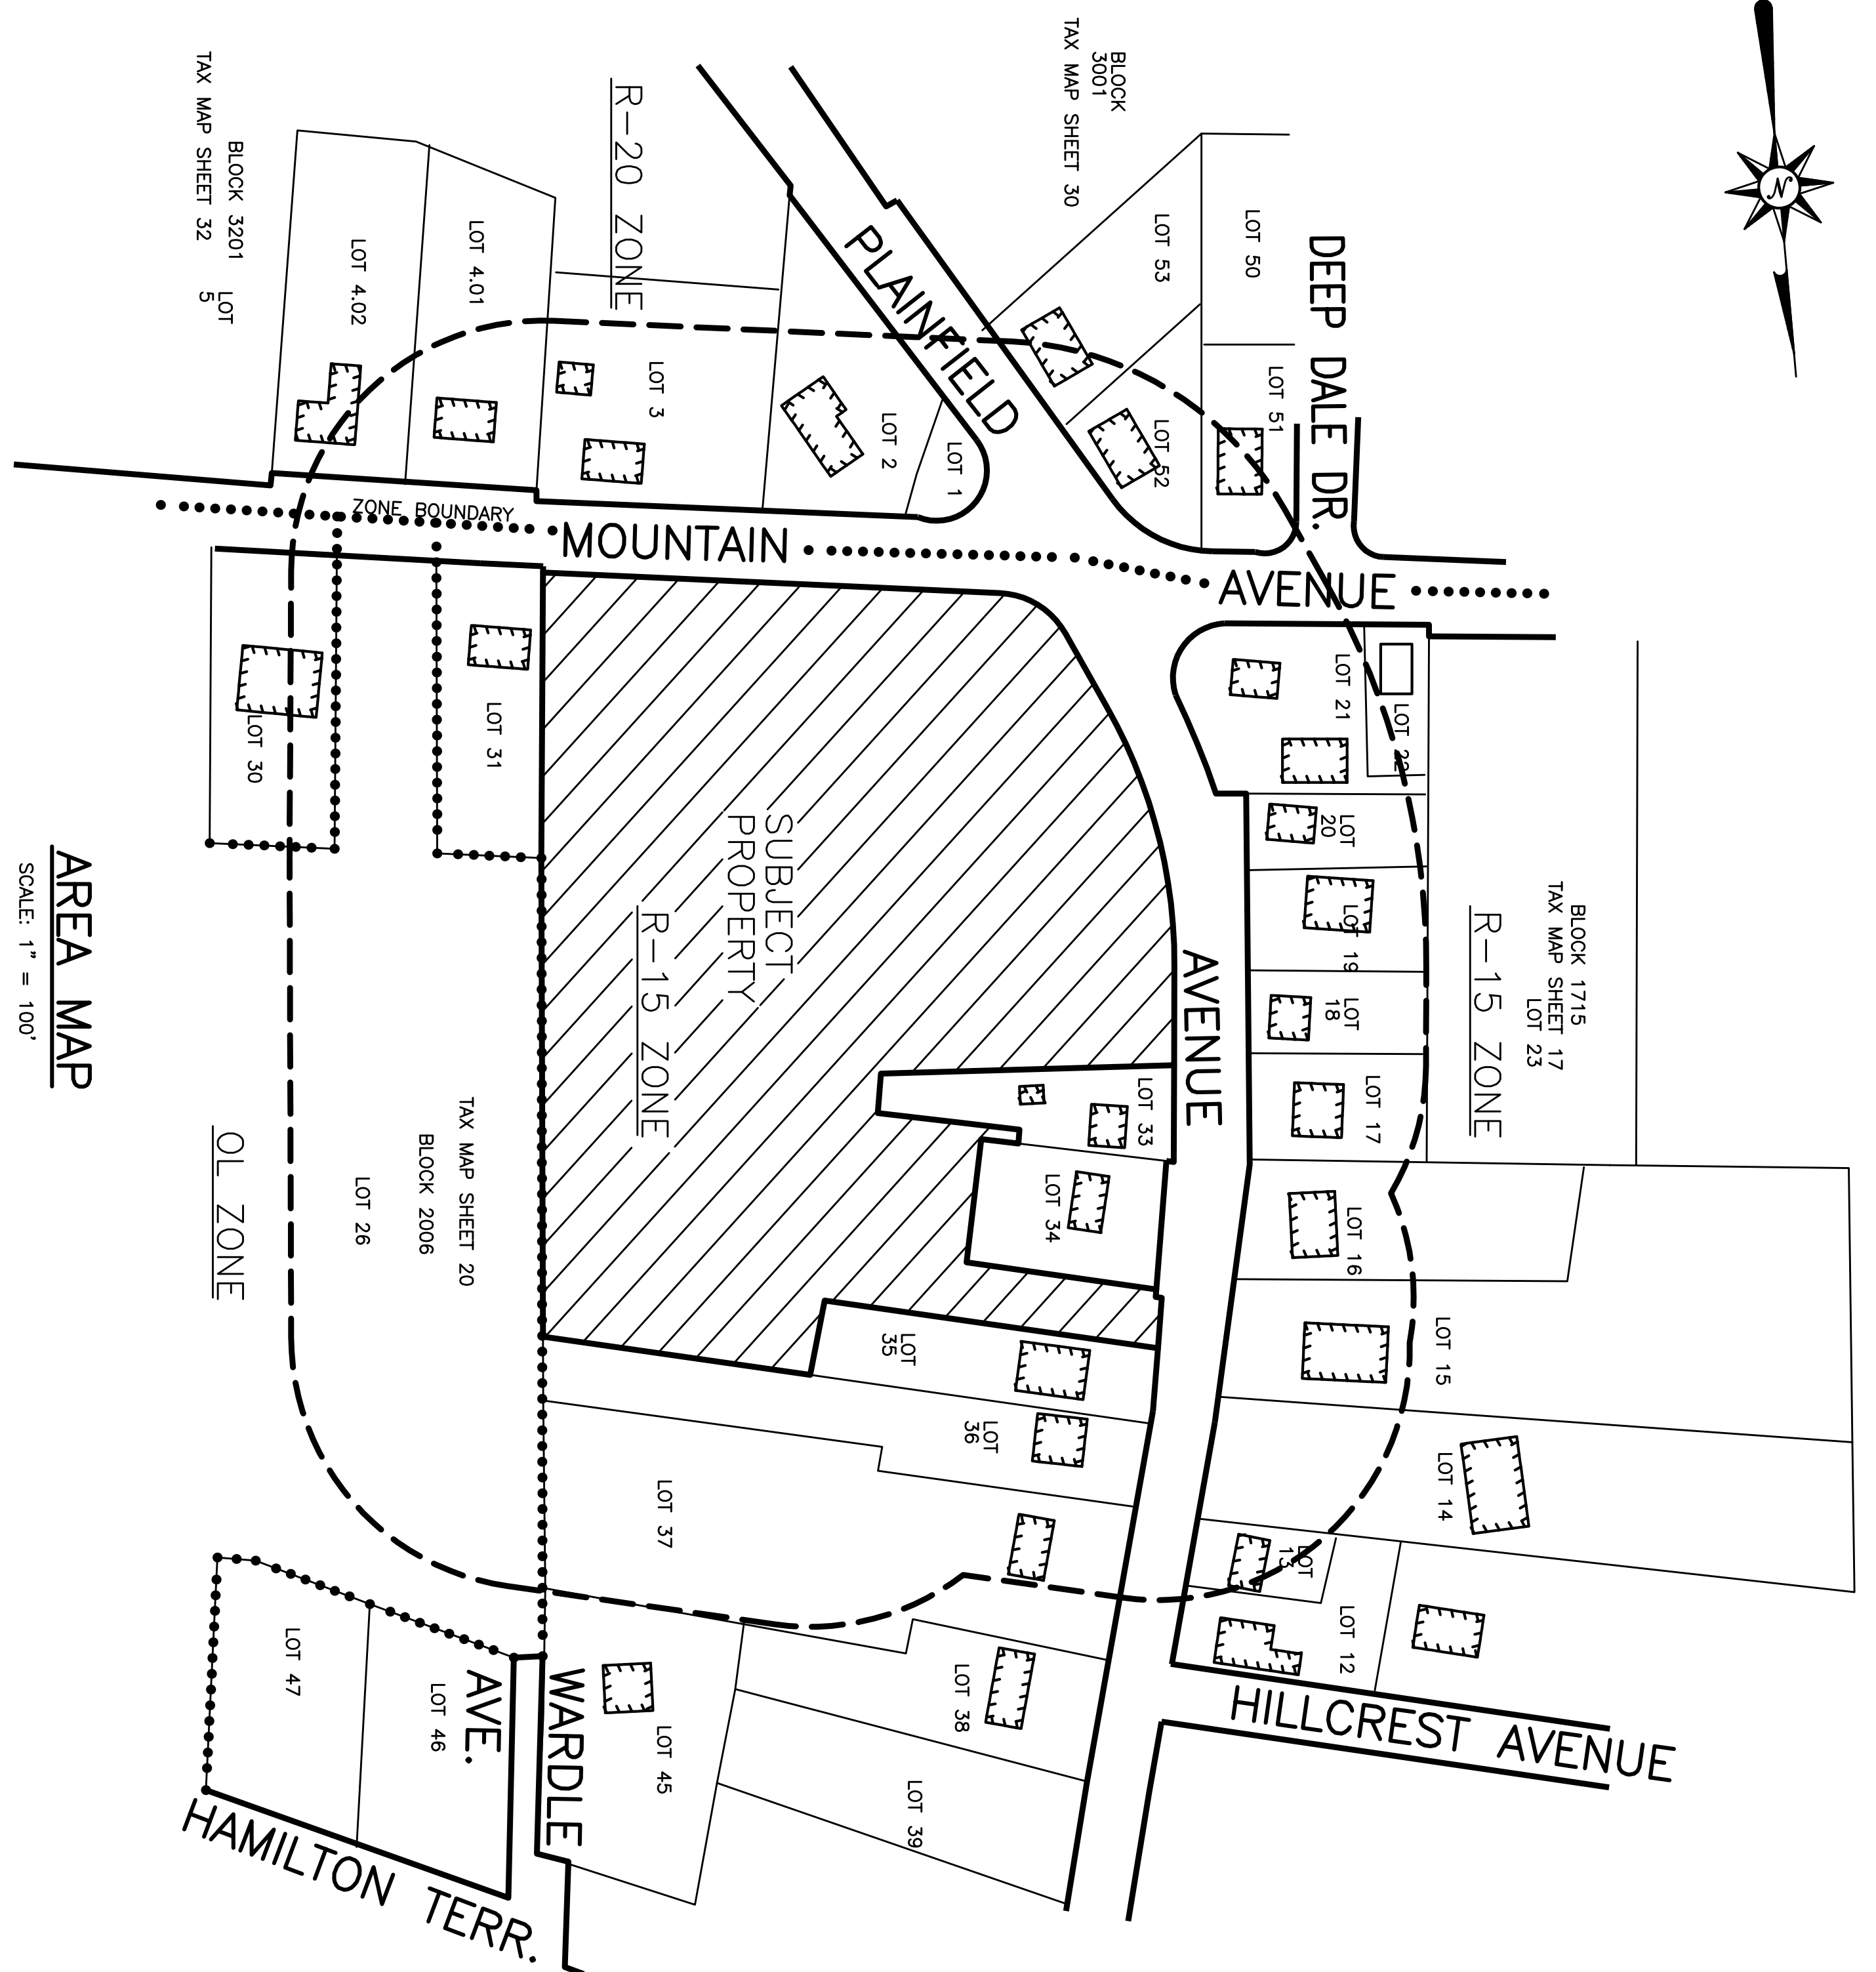 N
DEEP DALE DR.
BLOCK
3001
TAX MAP SHEET 30
LOT 50
LOT 51
LOT 53
LOT 52
PLAINFIELD
R-20 ZONE
LOT 1
LOT 2
LOT 3
LOT 4.01
LOT 4.02
BLOCK 3201
TAX MAP SHEET 32
LOT
5
ZONE BOUNDARY
MOUNTAIN
AVENUE
LOT 21
LOT 22
LOT
20
LOT 19
LOT
18
LOT 17
LOT 16
LOT 15
LOT 14
LOT
13
LOT 12
BLOCK 1715
TAX MAP SHEET 17
LOT 23
R-15 ZONE
AVENUE
SUBJECT
PROPERTY
R-15 ZONE
LOT 30
LOT 31
LOT 33
LOT 34
LOT
35
LOT
36
LOT 37
LOT 38
LOT 39
LOT 45
TAX MAP SHEET 20
BLOCK 2006
LOT 26
OL ZONE
LOT 46
LOT 47
WARDLE
AVE.
HAMILTON TERR.
HILLCREST AVENUE
AREA MAP
SCALE: 1" = 100'